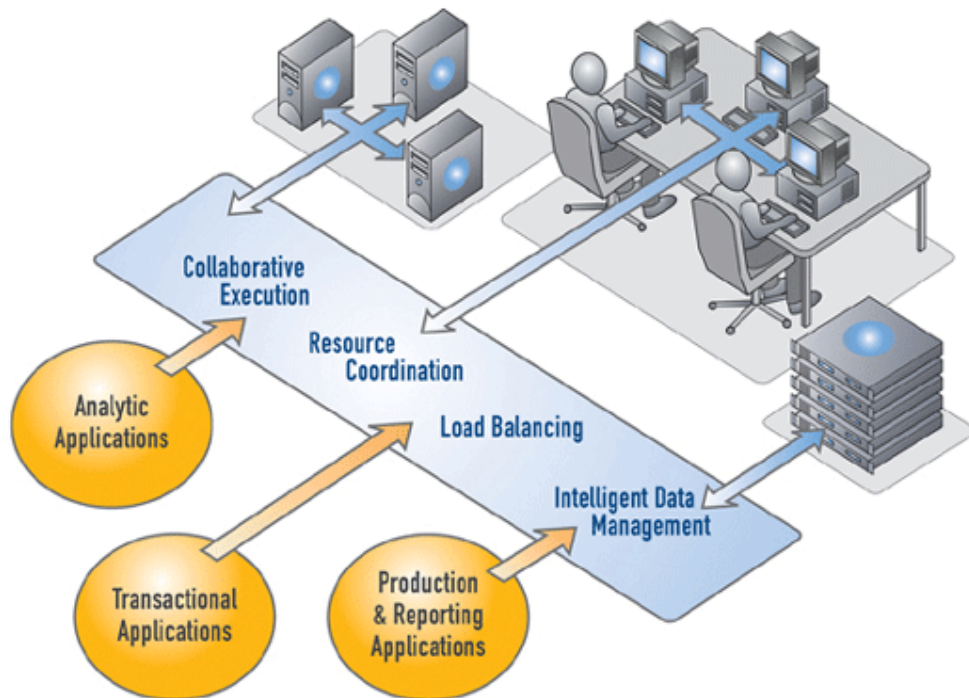 Collaborative
Execution
Resource
Coordination
Load Balancing
Intelligent Data
Management
Analytic
Applications
Transactional
Applications
Production
& Reporting
Applications